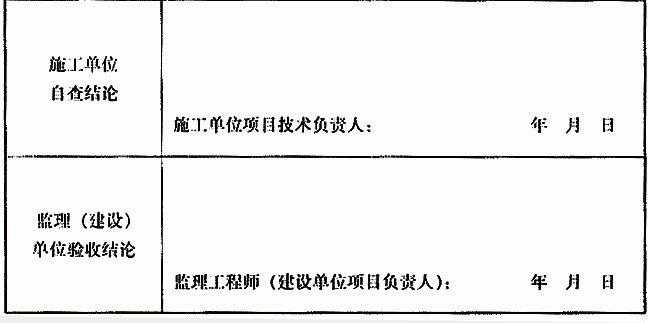 施工单位
自查结论
施工单位项目技术负责人： 年 月 日
监理（建设）
单位验收结论
监理工程师（建设单位项目负责人）： 年 月 日